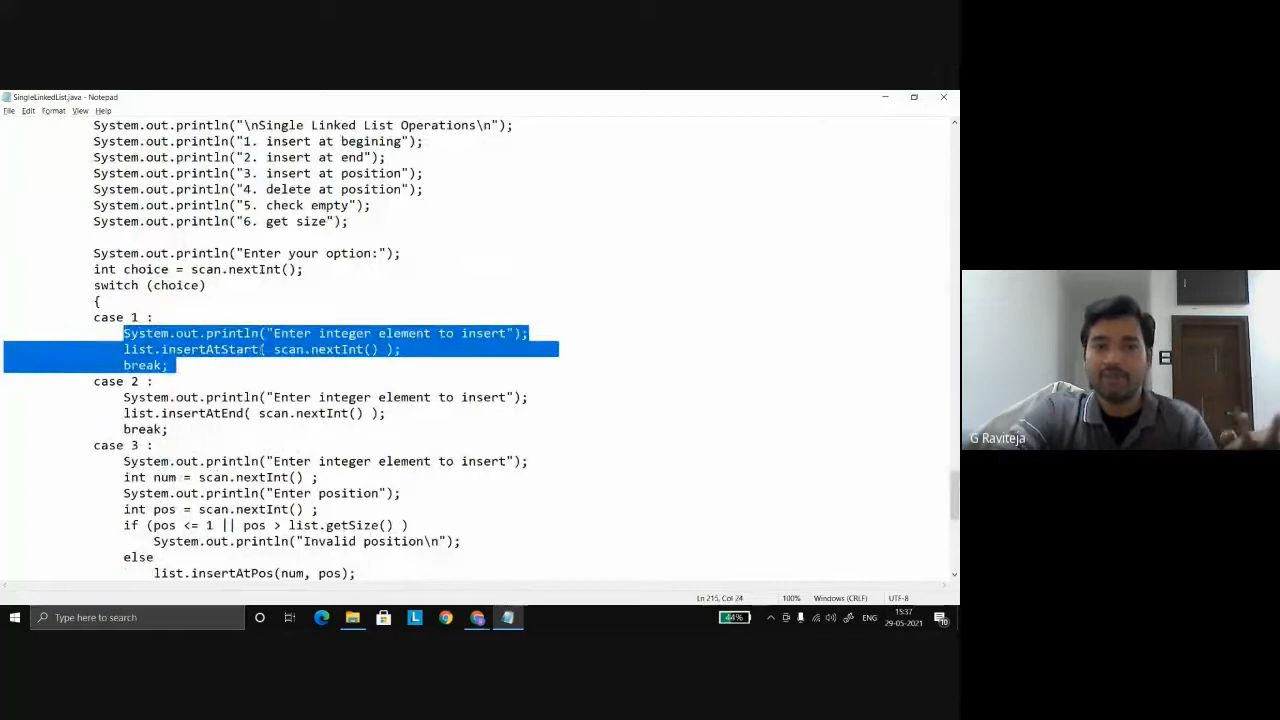 SingleLinkedList.java - Notepad
File Edit Format View Help
System.out.println("\nSingle Linked List Operations\n");
System.out.println("1. insert at begining");
System.out.println("2. insert at end");
System.out.println("3. insert at position");
System.out.println("4. delete at position");
System.out.println("5. check empty");
System.out.println("6. get size");
System.out.println("Enter your option:");
int choice = scan.nextInt();
switch (choice)
{
case 1 :
System.out.println("Enter integer element to insert");
list.insertAtStart( scan.nextInt() );
break;
case 2 :
System.out.println("Enter integer element to insert");
list.insertAtEnd( scan.nextInt() );
break;
case 3 :
System.out.println("Enter integer element to insert");
int num = scan.nextInt() ;
System.out.println("Enter position");
int pos = scan.nextInt() ;
if (pos <= 1 || pos > list.getSize() )
System.out.println("Invalid position\n");
else
list.insertAtPos(num, pos);
G Raviteja
Ln 215, Col 24 100% Windows (CRLF) UTF-8
Type here to search
L
44%
ENG
15:37
29-05-2021
10